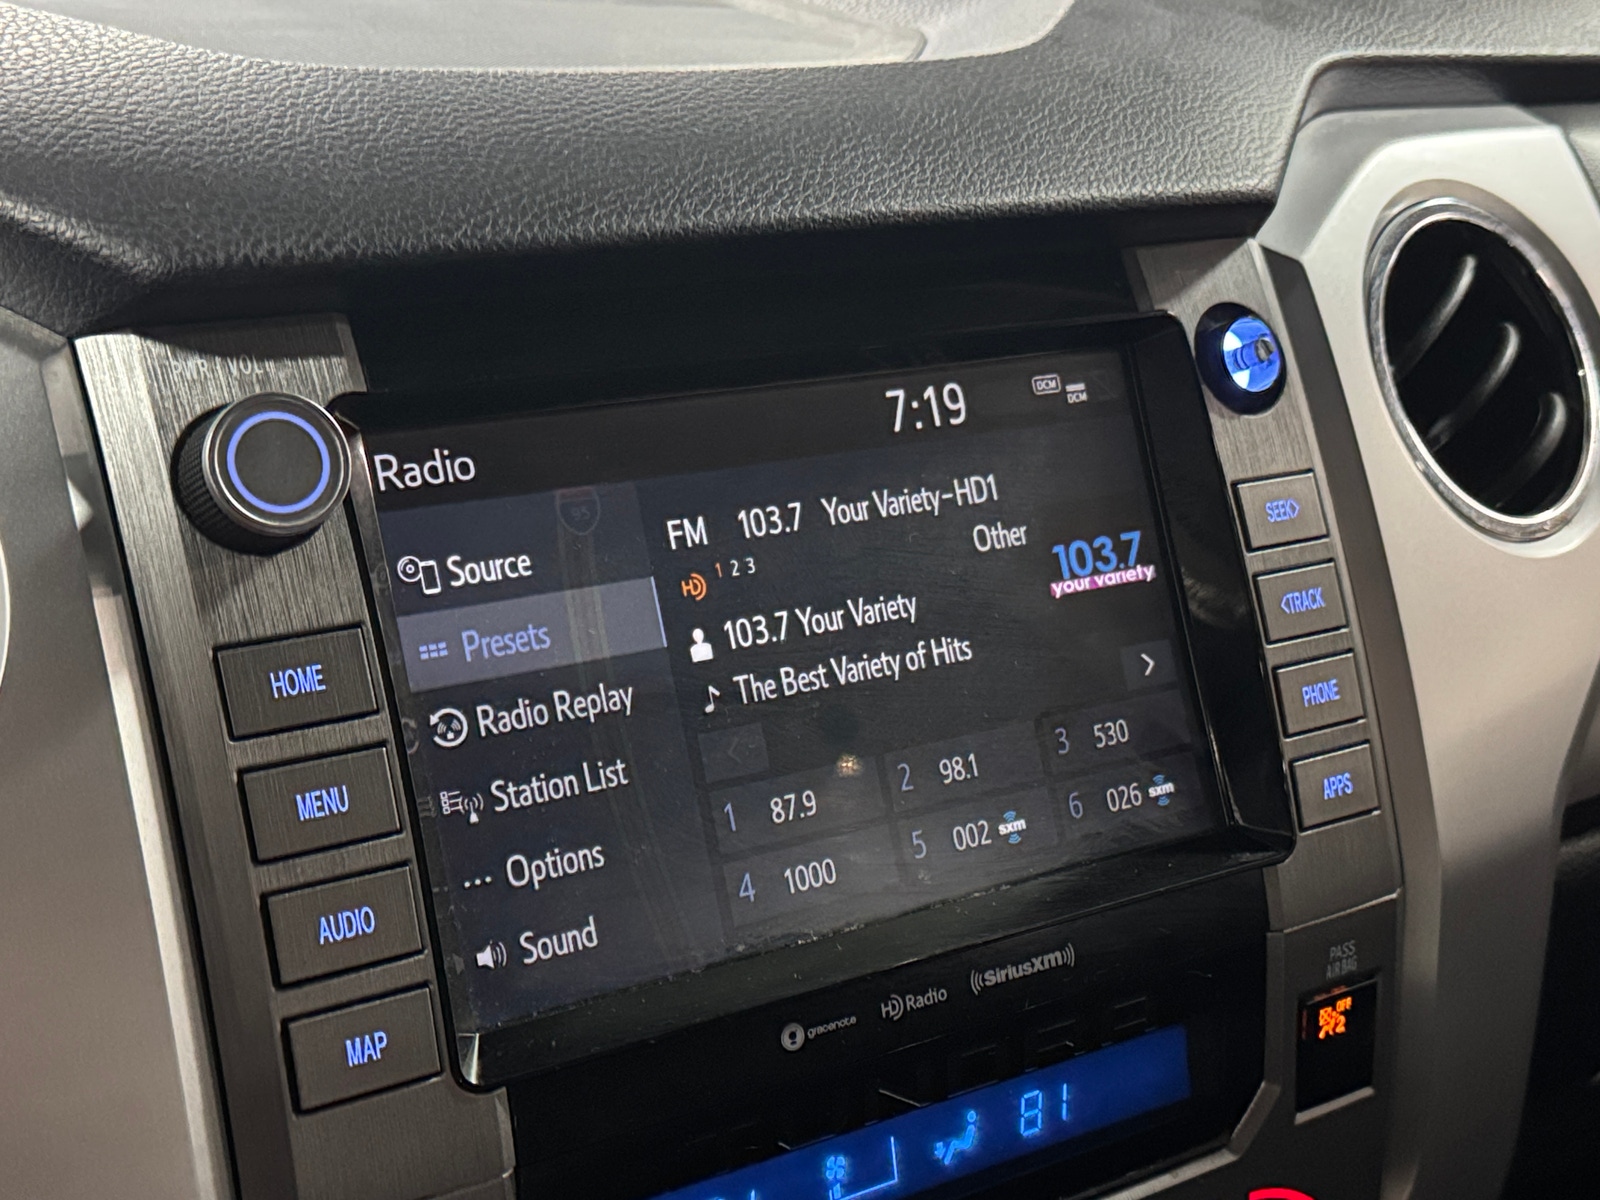 PWR VOL
7:19
DCM
DCM
Radio
95
Source
Presets
Radio Replay
Station List
Options
Sound
FM 103.7 Your Variety-HD1
Other
HD 1 2 3
103.7 Your Variety
The Best Variety of Hits
103.7
your variety
1 87.9
2 98.1
3 530
4 1000
5 002 sxm
6 026 sxm
HOME
MENU
AUDIO
MAP
SEEK>
<TRACK
PHONE
APPS
gracenote
HD Radio
((SiriusXM))
PASS
AIR BAG
OFF
2
81